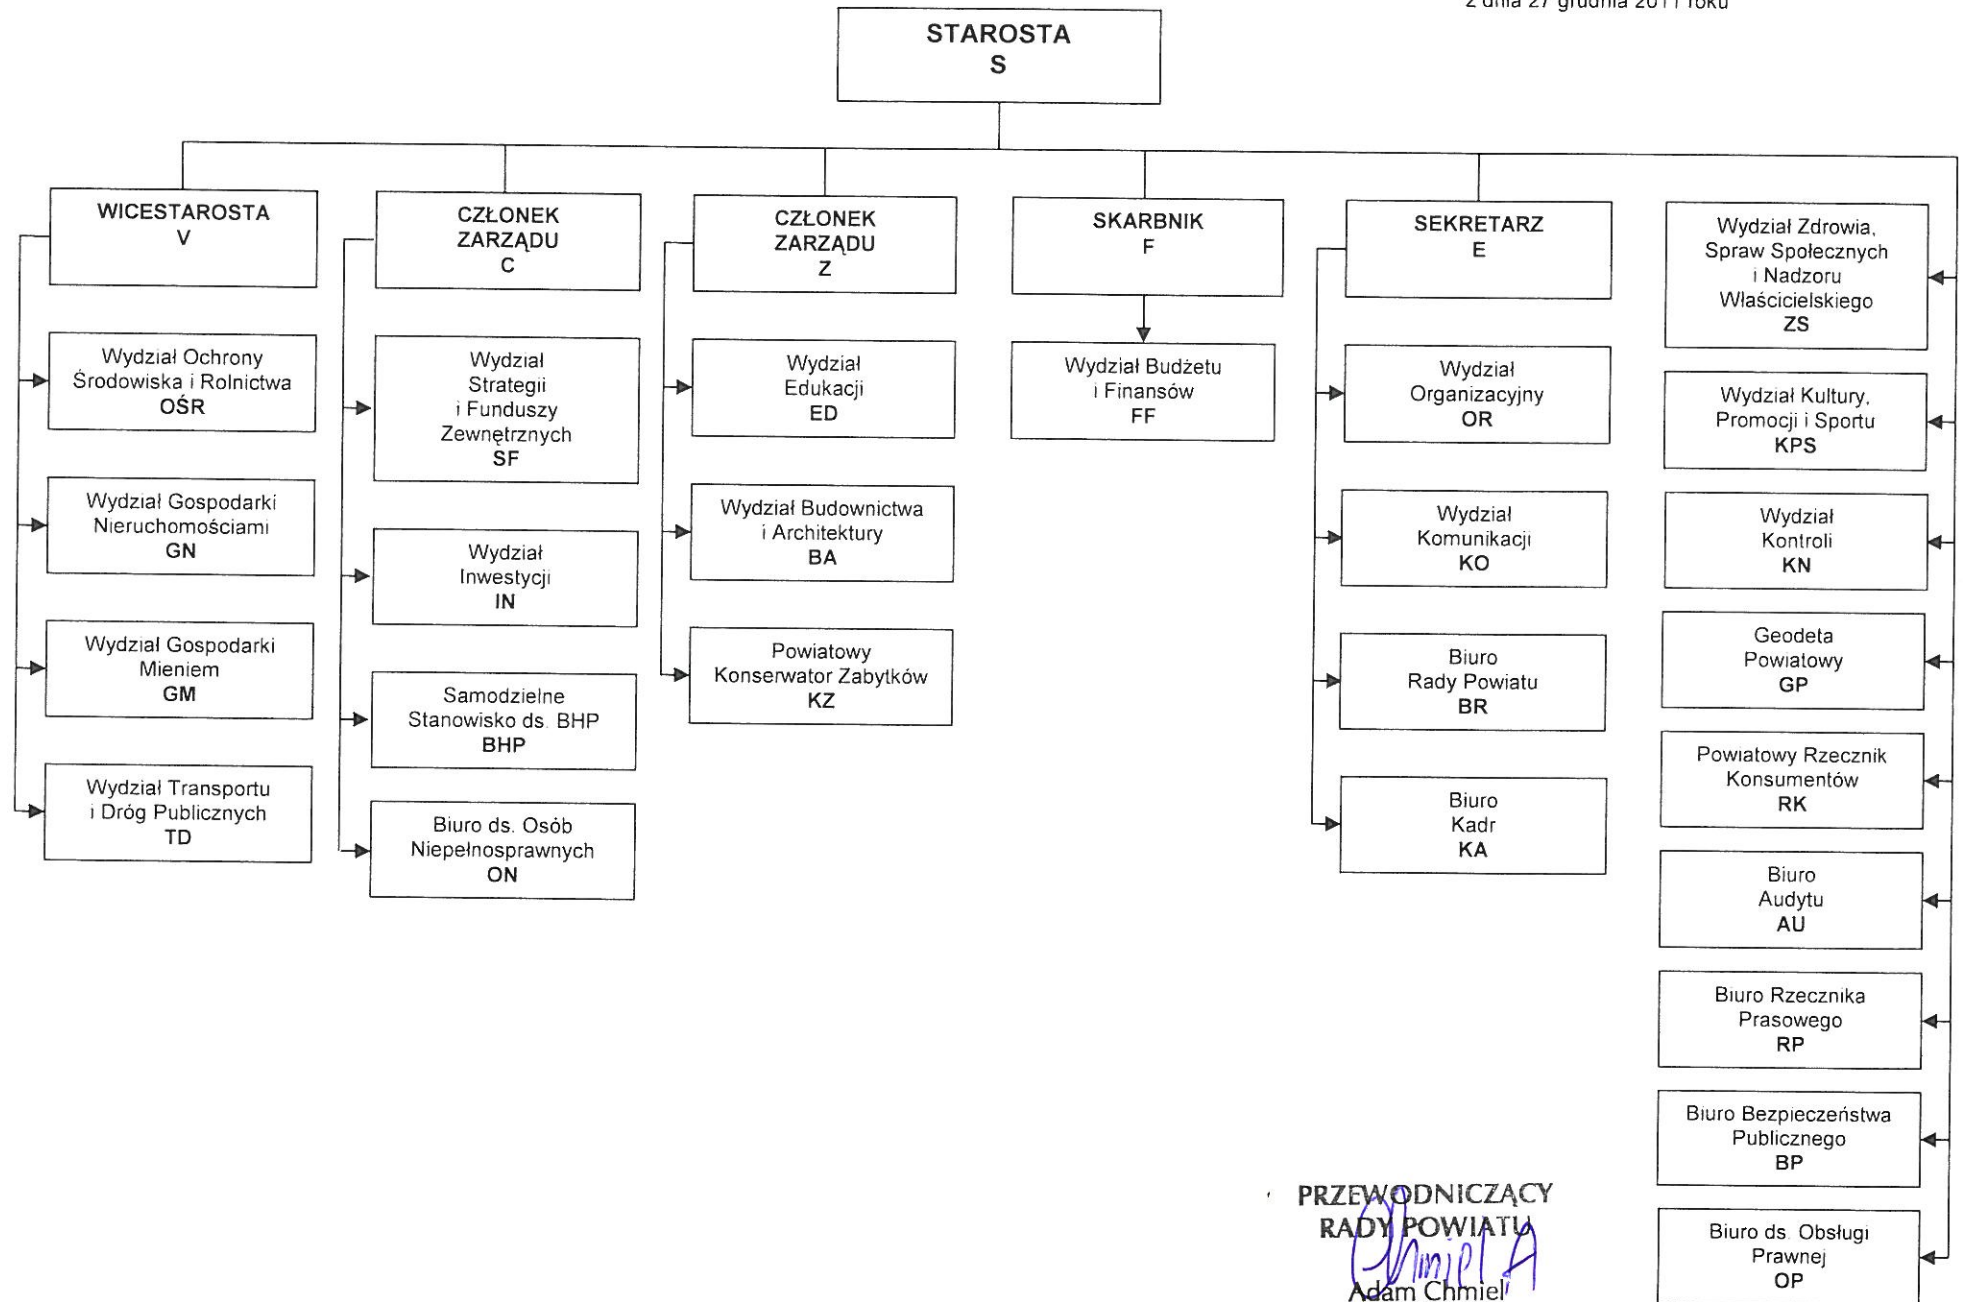 z dnia 27 grudnia 2011 roku
STAROSTA
S
WICESTAROSTA
V
Wydział Ochrony
Środowiska i Rolnictwa
OŚR
Wydział Gospodarki
Nieruchomościami
GN
Wydział Gospodarki
Mieniem
GM
Wydział Transportu
i Dróg Publicznych
TD
CZŁONEK
ZARZĄDU
C
Wydział
Strategii
i Funduszy
Zewnętrznych
SF
Wydział
Inwestycji
IN
Samodzielne
Stanowisko ds. BHP
BHP
Biuro ds. Osób
Niepełnosprawnych
ON
CZŁONEK
ZARZĄDU
Z
Wydział
Edukacji
ED
Wydział Budownictwa
i Architektury
BA
Powiatowy
Konserwator Zabytków
KZ
SKARBNIK
F
Wydział Budżetu
i Finansów
FF
SEKRETARZ
E
Wydział
Organizacyjny
OR
Wydział
Komunikacji
KO
Biuro
Rady Powiatu
BR
Biuro
Kadr
KA
Wydział Zdrowia,
Spraw Społecznych
i Nadzoru
Właścicielskiego
ZS
Wydział Kultury,
Promocji i Sportu
KPS
Wydział
Kontroli
KN
Geodeta
Powiatowy
GP
Powiatowy Rzecznik
Konsumentów
RK
Biuro
Audytu
AU
Biuro Rzecznika
Prasowego
RP
Biuro Bezpieczeństwa
Publicznego
BP
Biuro ds. Obsługi
Prawnej
OP
PRZEWODNICZĄCY
RADY POWIATU
Chmiel A
Adam Chmiel